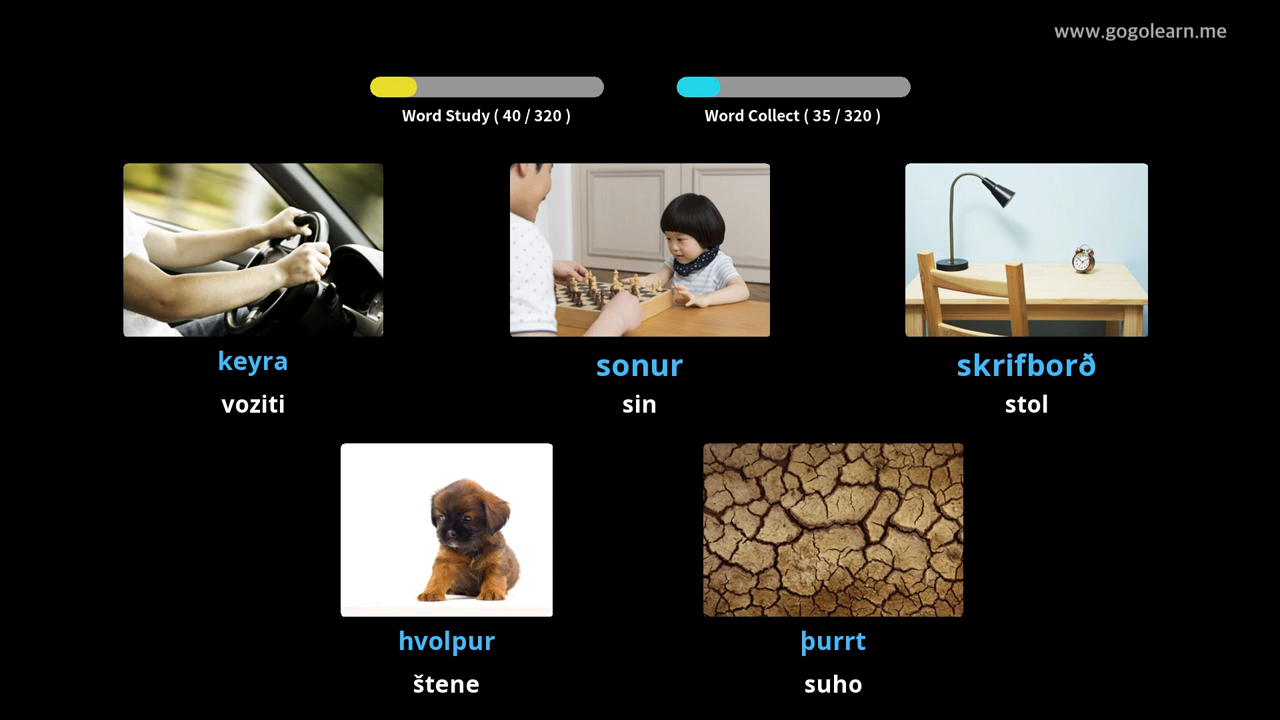 www.gogolearn.me
Word Study ( 40 / 320 )
Word Collect ( 35 / 320 )
keyra
voziti
sonur
sin
skrifborð
stol
hvolpur
štene
þurrt
suho